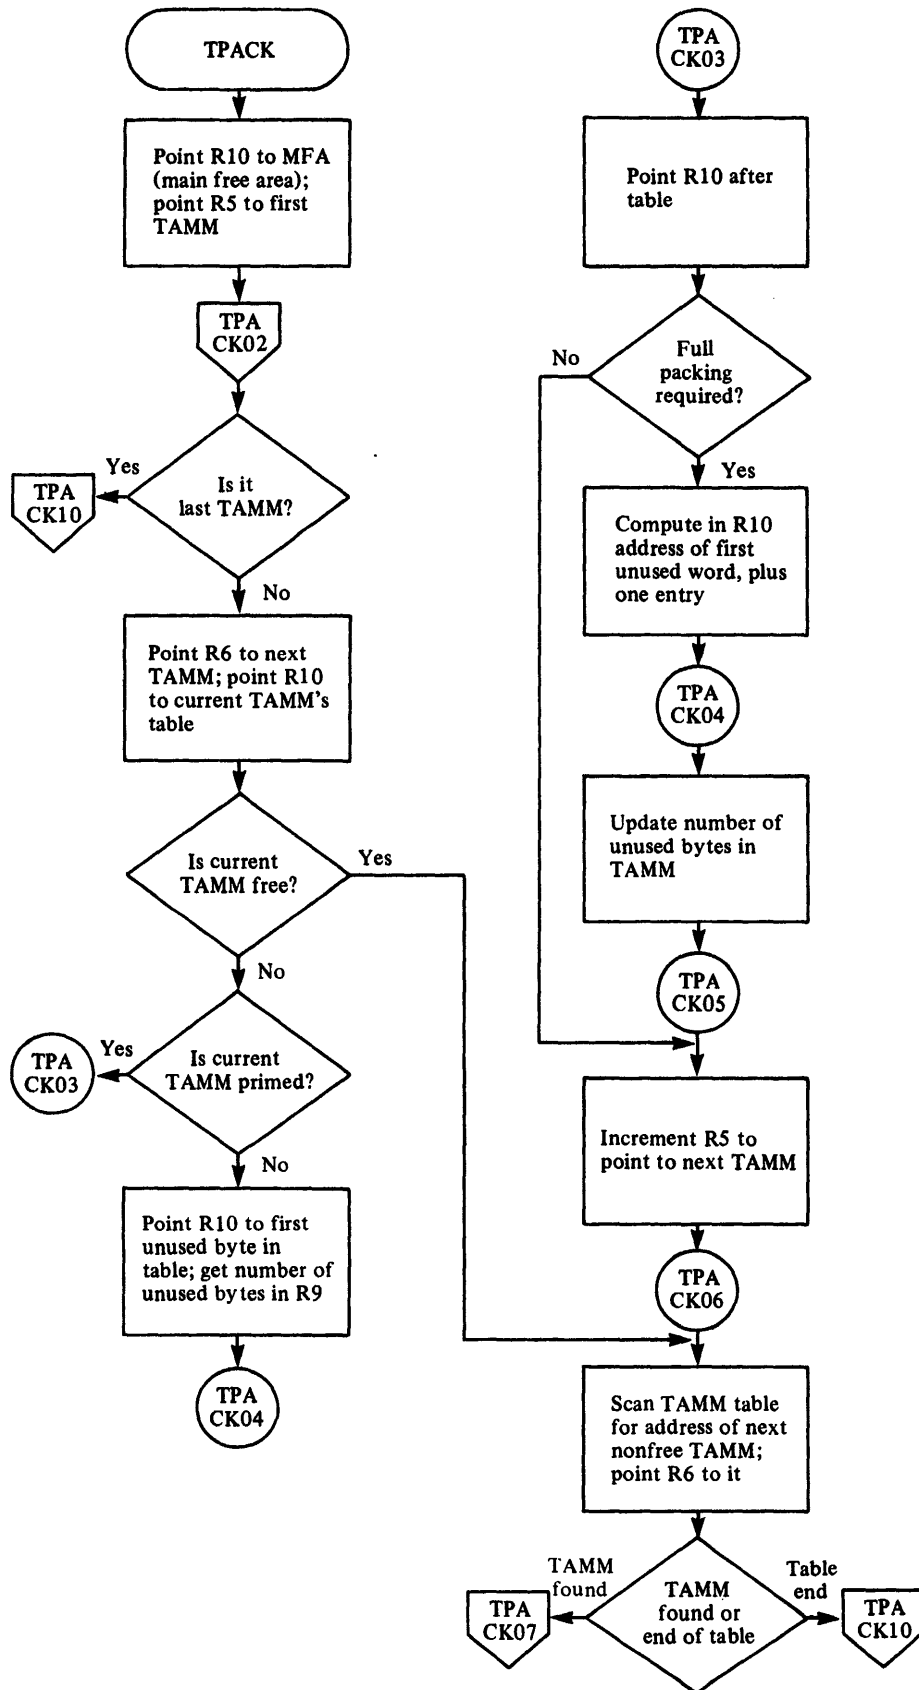 TPACK
Point R10 to MFA
(main free area);
point R5 to first
TAMM
TPA
CK02
Is it
last TAMM?
Yes
TPA
CK10
No
Point R6 to next
TAMM; point R10
to current TAMM's
table
Is current
TAMM free?
Yes
No
Is current
TAMM primed?
Yes
TPA
CK03
No
Point R10 to first
unused byte in
table; get number of
unused bytes in R9
TPA
CK04
TPA
CK03
Point R10 after
table
Full
packing
required?
No
Yes
Compute in R10
address of first
unused word, plus
one entry
TPA
CK04
Update number of
unused bytes in
TAMM
TPA
CK05
Increment R5 to
point to next TAMM
TPA
CK06
Scan TAMM table
for address of next
nonfree TAMM;
point R6 to it
TAMM
found or
end of table
TAMM
found
TPA
CK07
Table
end
TPA
CK10